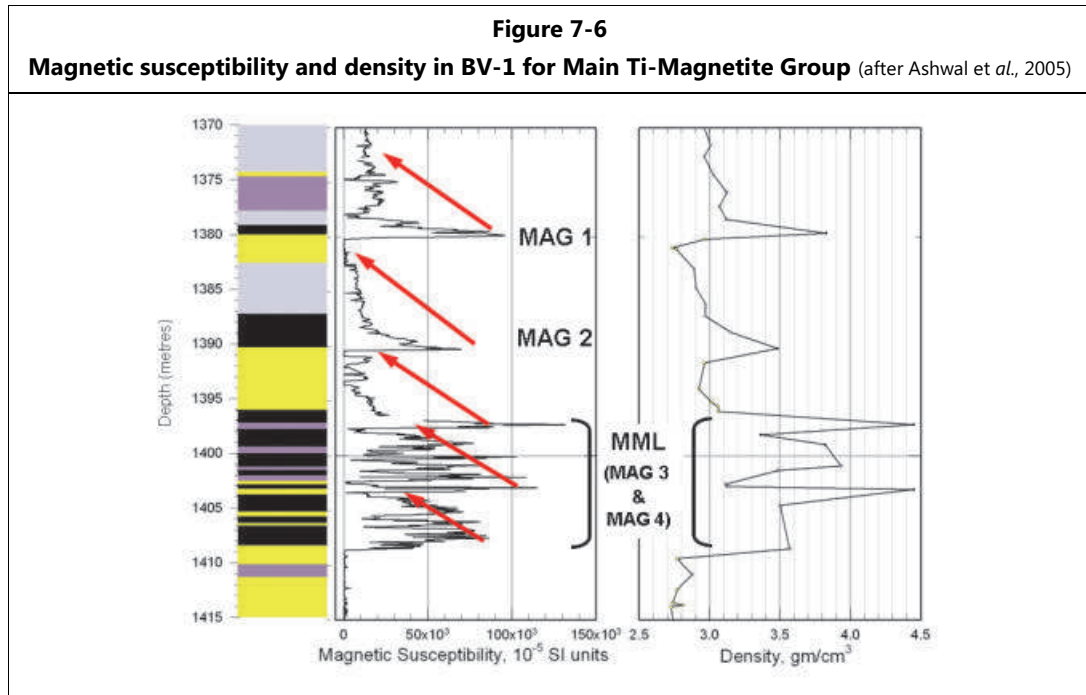 Figure 7-6
Magnetic susceptibility and density in BV-1 for Main Ti-Magnetite Group (after Ashwal et al., 2005)
1370
1375
1380
1385
1390
1395
1400
1405
1410
1415
Depth (metres)
MAG 1
MAG 2
MML
(MAG 3
&
MAG 4)
0 50x10³ 100x10³ 150x10³
Magnetic Susceptibility, 10⁻⁵ SI units
2.5 3.0 3.5 4.0 4.5
Density, gm/cm³